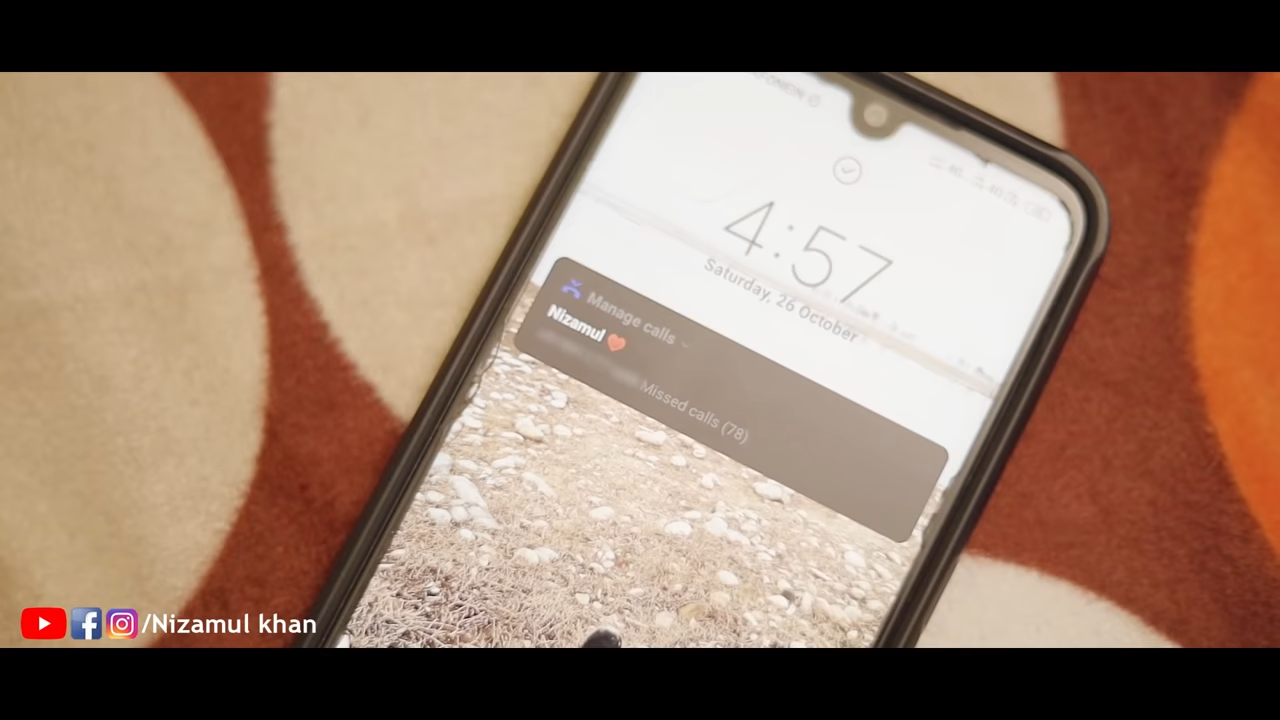 4:57
Saturday, 26 October
Manage calls
Nizamul ❤️
Missed calls (78)
/Nizamul khan